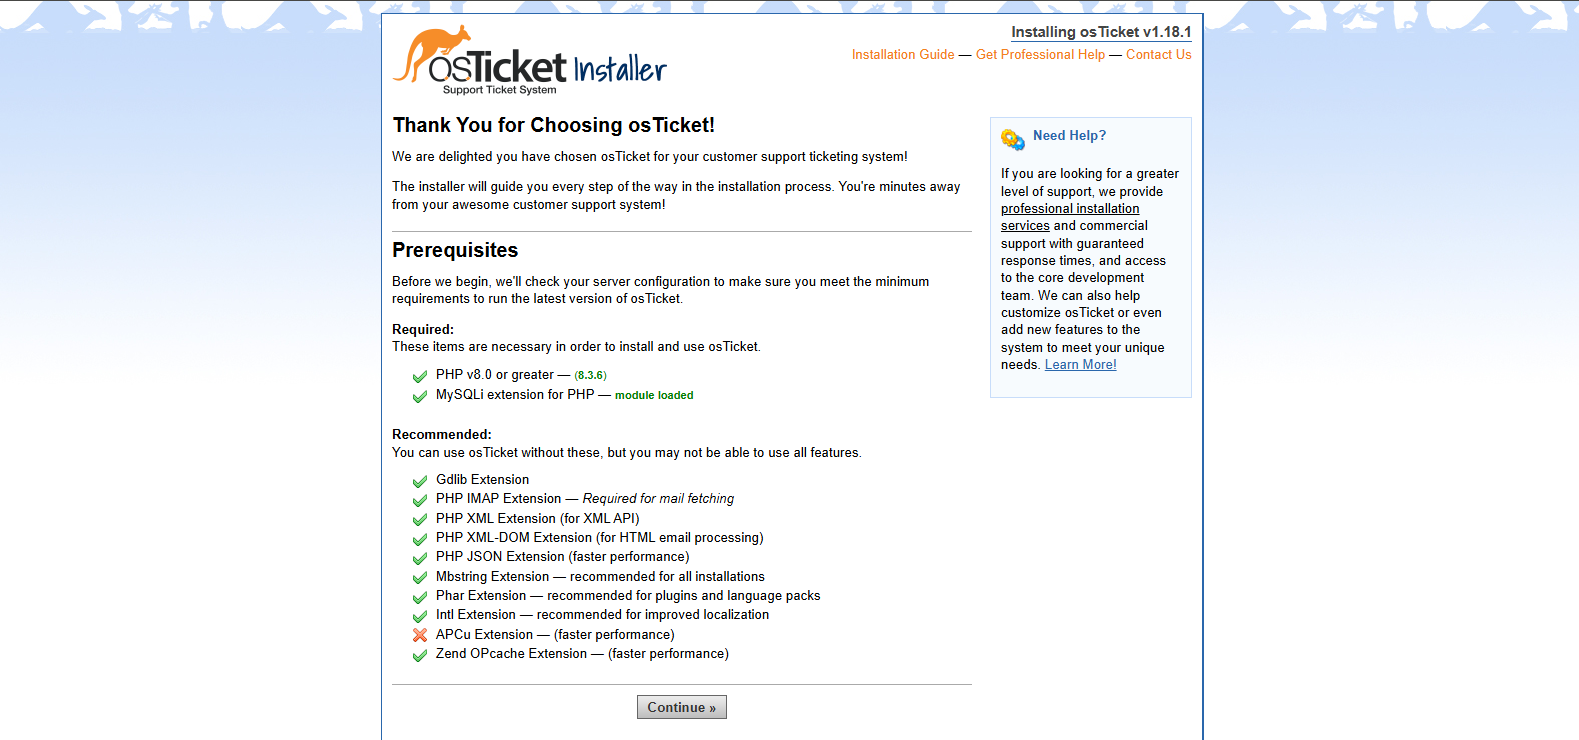 osTicket Installer
Support Ticket System
Installing osTicket v1.18.1
Installation Guide — Get Professional Help — Contact Us
Thank You for Choosing osTicket!
We are delighted you have chosen osTicket for your customer support ticketing system!
The installer will guide you every step of the way in the installation process. You're minutes away
from your awesome customer support system!
Prerequisites
Before we begin, we'll check your server configuration to make sure you meet the minimum
requirements to run the latest version of osTicket.
Required:
These items are necessary in order to install and use osTicket.
PHP v8.0 or greater — (8.3.6)
MySQLi extension for PHP — module loaded
Recommended:
You can use osTicket without these, but you may not be able to use all features.
Gdlib Extension
PHP IMAP Extension — Required for mail fetching
PHP XML Extension (for XML API)
PHP XML-DOM Extension (for HTML email processing)
PHP JSON Extension (faster performance)
Mbstring Extension — recommended for all installations
Phar Extension — recommended for plugins and language packs
Intl Extension — recommended for improved localization
APCu Extension — (faster performance)
Zend OPcache Extension — (faster performance)
Continue »
Need Help?
If you are looking for a greater
level of support, we provide
professional installation
services and commercial
support with guaranteed
response times, and access
to the core development
team. We can also help
customize osTicket or even
add new features to the
system to meet your unique
needs. Learn More!